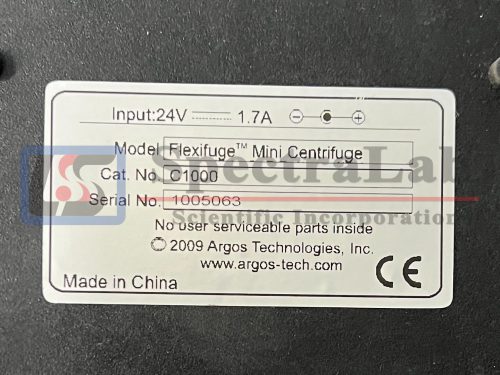 Input:24V 1.7A
Model Flexifuge™ Mini Centrifuge
Cat. No. C1000
Serial No. 1005063
No user serviceable parts inside
© 2009 Argos Technologies, Inc.
www.argos-tech.com
Made in China CE
SpectraLab
Scientific Incorporation